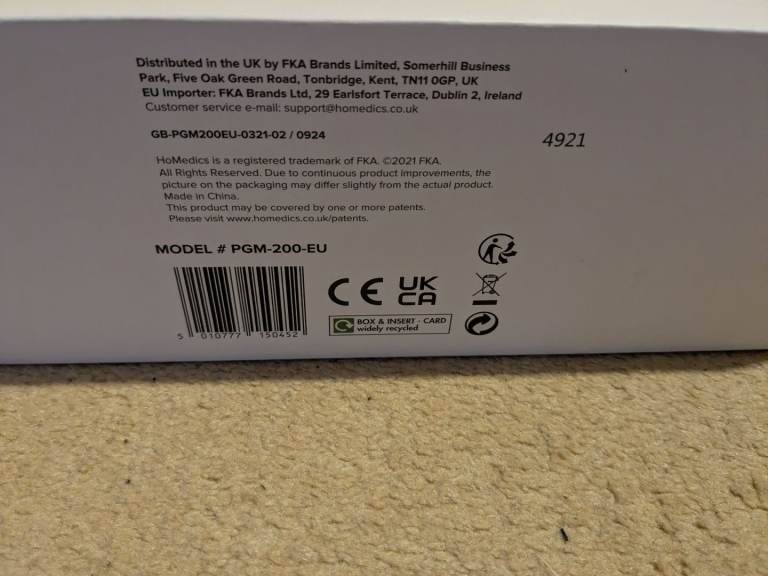 Distributed in the UK by FKA Brands Limited, Somerhill Business
Park, Five Oak Green Road, Tonbridge, Kent, TN11 0GP, UK
EU Importer: FKA Brands Ltd, 29 Earlsfort Terrace, Dublin 2, Ireland
Customer service e-mail: support@homedics.co.uk
GB-PGM200EU-0321-02 / 0924
4921
HoMedics is a registered trademark of FKA. ©2021 FKA.
All Rights Reserved. Due to continuous product improvements, the
picture on the packaging may differ slightly from the actual product.
Made in China.
This product may be covered by one or more patents.
Please visit www.homedics.co.uk/patents.
MODEL # PGM-200-EU
CE UK
CA
BOX & INSERT - CARD
widely recycled
5 010777 150452